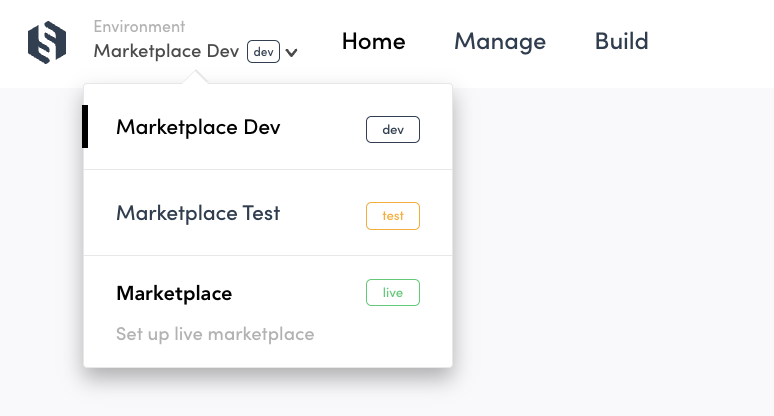 Environment
Marketplace Dev dev
Home Manage Build
Marketplace Dev dev
Marketplace Test test
Marketplace live
Set up live marketplace